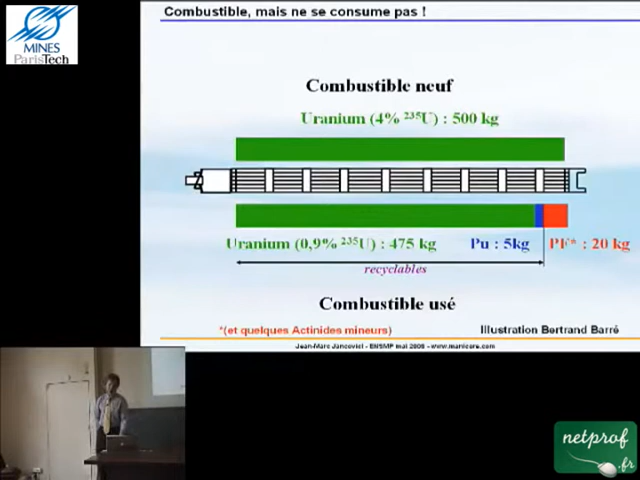 MINES
ParisTech
Combustible, mais ne se consume pas !
Combustible neuf
Uranium (4% ²³⁵U) : 500 kg
Uranium (0,9% ²³⁵U) : 475 kg
Pu : 5kg
PF* : 20 kg
recyclables
Combustible usé
*(et quelques Actinides mineurs)
Illustration Bertrand Barré
Jean-Marc Jancovici - ENSMP mai 2008 - www.manicore.com
netprof
.fr